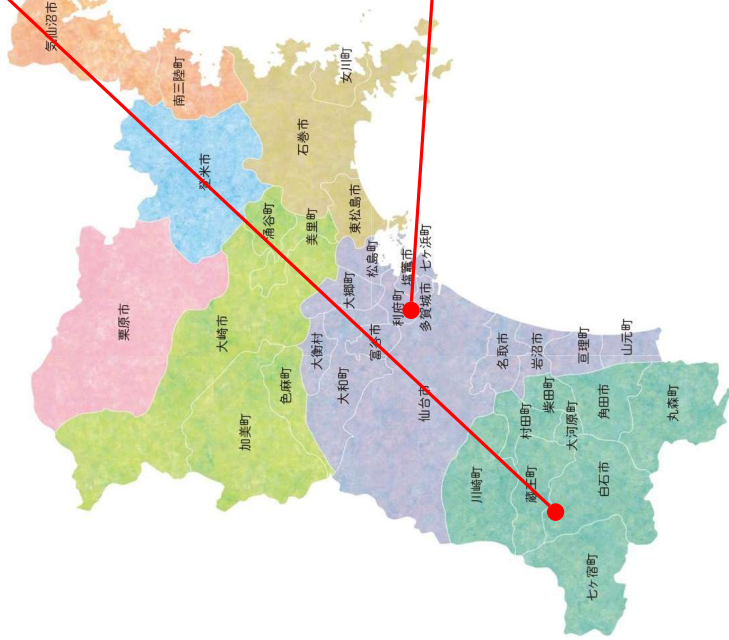 気仙沼市
南三陸町
女川町
石巻市
登米市
東松島市
涌谷町
美里町
松島町
塩竈市
七ヶ浜町
大郷町
利府町
多賀城市
栗原市
大崎市
大衡村
富谷市
色麻町
大和町
仙台市
加美町
名取市
岩沼市
亘理町
山元町
村田町
柴田町
大河原町
角田市
丸森町
川崎町
蔵王町
白石市
七ヶ宿町